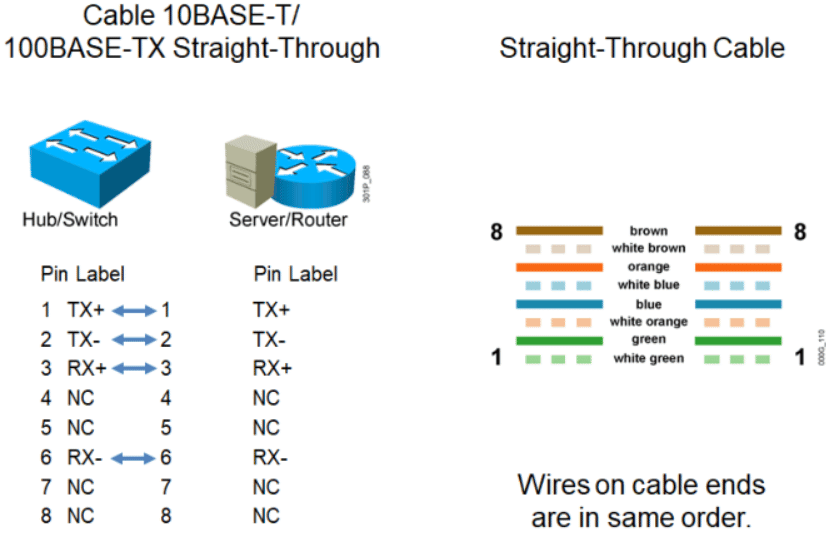 Cable 10BASE-T/
100BASE-TX Straight-Through
Hub/Switch
Server/Router
301P_088
Pin Label Pin Label
1 TX+ 1 TX+
2 TX- 2 TX-
3 RX+ 3 RX+
4 NC 4 NC
5 NC 5 NC
6 RX- 6 RX-
7 NC 7 NC
8 NC 8 NC
Straight-Through Cable
8 brown 8
white brown
orange
white blue
blue
white orange
green
1 white green 1
000G_110
Wires on cable ends
are in same order.